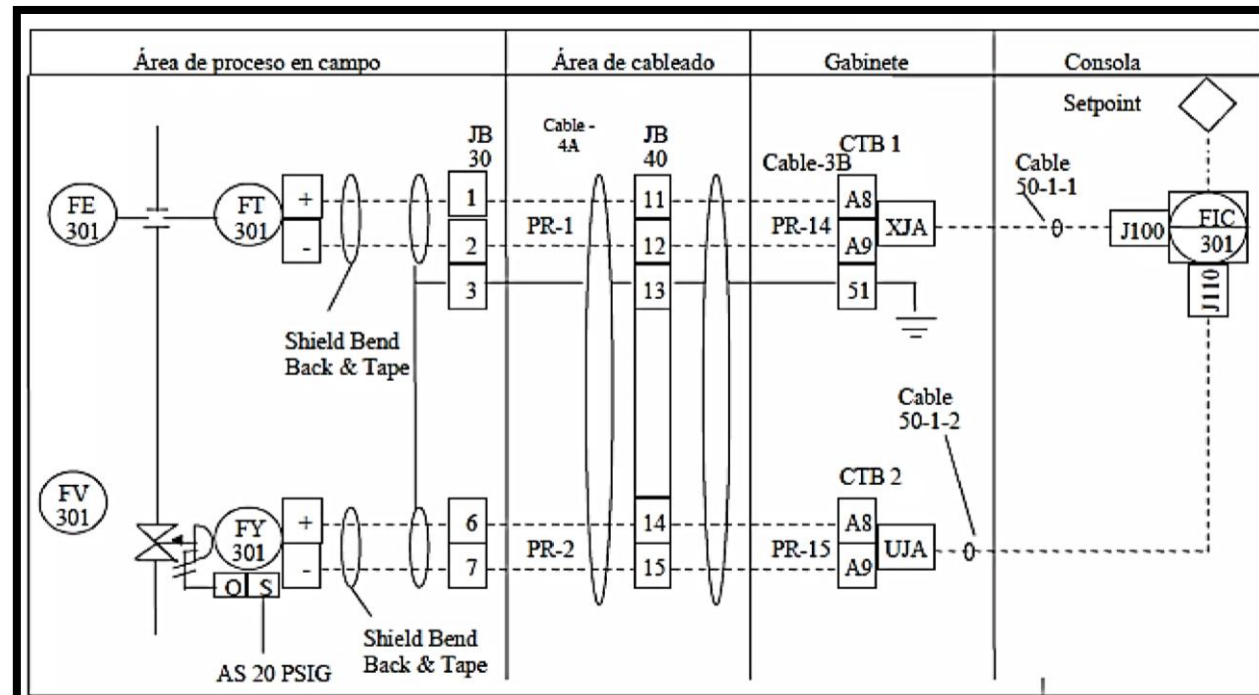 Área de proceso en campo
Área de cableado
Gabinete
Consola
Setpoint
JB
30
Cable -
4A
JB
40
CTB 1
Cable-3B
Cable
50-1-1
FE
301
FT
301
+
-
1
2
3
PR-1
11
12
13
PR-14
A8
A9
51
XJA
J100
FIC
301
J110
Shield Bend
Back & Tape
Cable
50-1-2
FV
301
FY
301
+
-
O
S
6
7
PR-2
14
15
PR-15
CTB 2
A8
A9
UJA
Shield Bend
Back & Tape
AS 20 PSIG